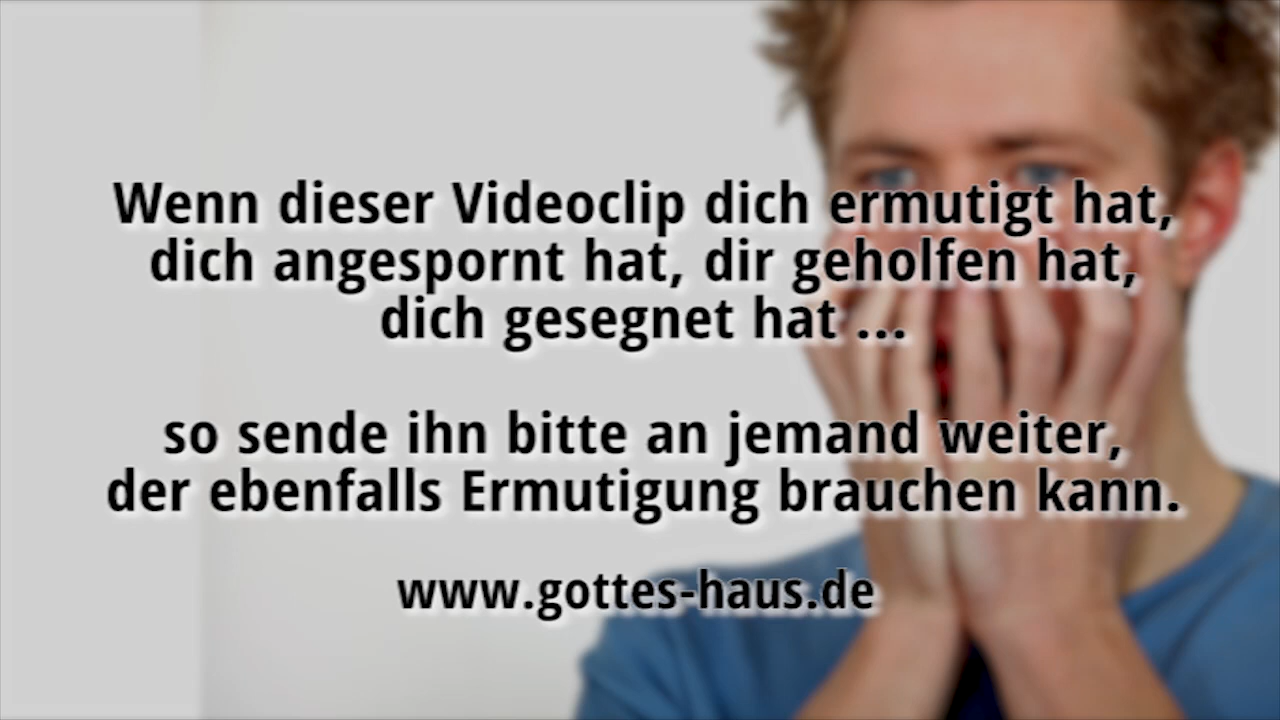 Wenn dieser Videoclip dich ermutigt hat,
dich angespornt hat, dir geholfen hat,
dich gesegnet hat ...
so sende ihn bitte an jemand weiter,
der ebenfalls Ermutigung brauchen kann.
www.gottes-haus.de